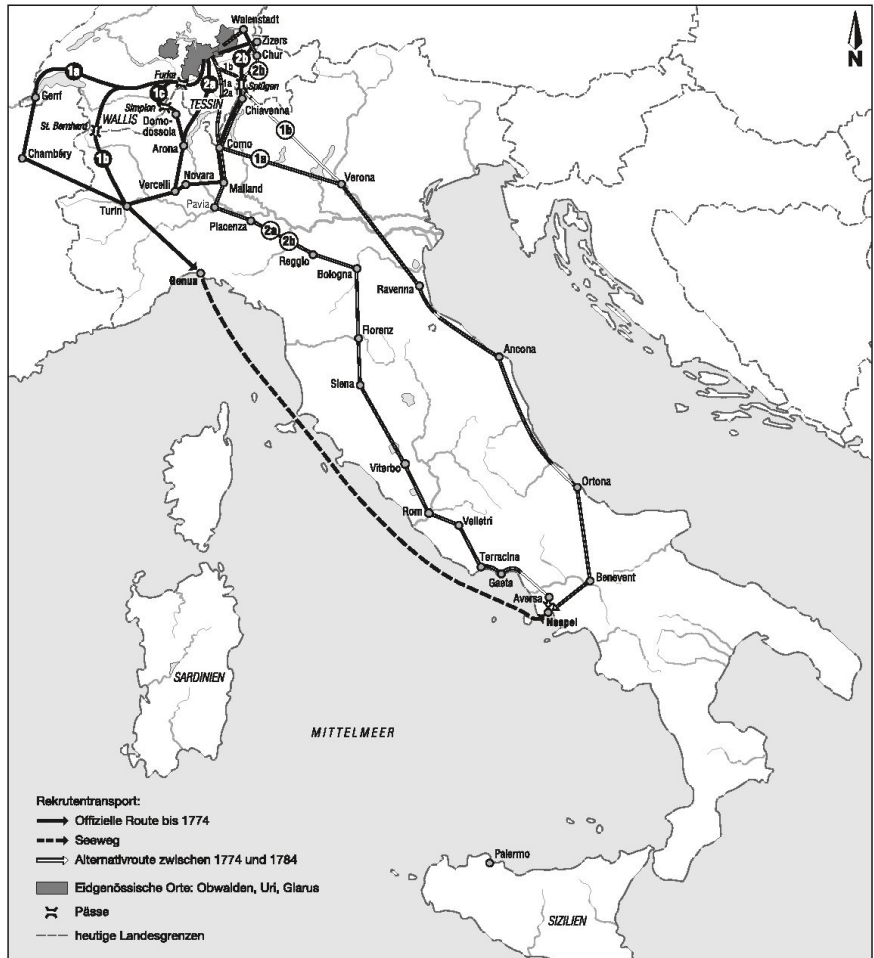 Walenstadt
Zizers
Chur
N
1a
Furka
1b
2b
2b
Genf
1c
2a
1a
2a
Splügen
Simplon
TESSIN
Chiavenna
St. Bernhard
WALLIS
Domo-
dossola
1b
Chambéry
1b
Arona
Como
1a
Verona
Vercelli
Novara
Mailand
Turin
Pavia
Piacenza
2a
2b
Reggio
Bologna
Genua
Ravenna
Florenz
Ancona
Siena
Viterbo
Ortona
Rom
Velletri
Terracina
Gaeta
Benevent
Aversa
Neapel
SARDINIEN
MITTELMEER
Rekrutentransport:
Offizielle Route bis 1774
Seeweg
Alternativroute zwischen 1774 und 1784
Eidgenössische Orte: Obwalden, Uri, Glarus
Pässe
heutige Landesgrenzen
Palermo
SIZILIEN